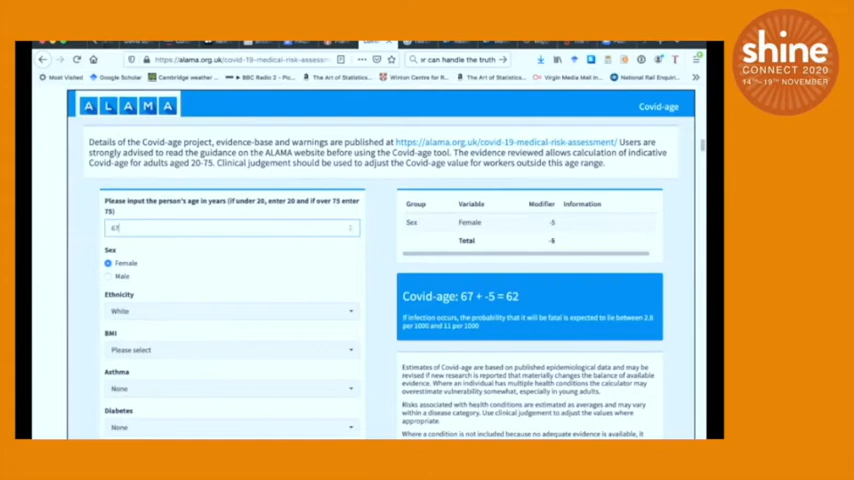 shine
CONNECT 2020
14TH-19TH NOVEMBER
https://alama.org.uk/covid-19-medical-risk-assessm
or can handle the truth
Most Visited
Google Scholar
Cambridge weather ...
BBC Radio 2 - Plo...
The Art of Statistics...
Winton Centre for R...
The Art of Statistics...
Virgin Media Mail In...
National Rail Enquir...
ALAMA
Covid-age
Details of the Covid-age project, evidence-base and warnings are published at https://alama.org.uk/covid-19-medical-risk-assessment/ Users are
strongly advised to read the guidance on the ALAMA website before using the Covid-age tool. The evidence reviewed allows calculation of indicative
Covid-age for adults aged 20-75. Clinical judgement should be used to adjust the Covid-age value for workers outside this age range.
Please input the person's age in years (if under 20, enter 20 and if over 75 enter
75)
67
Sex
Female
Male
Ethnicity
White
BMI
Please select
Asthma
None
Diabetes
None
Group Variable Modifier Information
Sex Female -5
Total -5
Covid-age: 67 + -5 = 62
If infection occurs, the probability that it will be fatal is expected to lie between 2.8
per 1000 and 11 per 1000
Estimates of Covid-age are based on published epidemiological data and may be
revised if new research is reported that materially changes the balance of available
evidence. Where an individual has multiple health conditions the calculator may
overestimate vulnerability somewhat, especially in young adults.
Risks associated with health conditions are estimated as averages and may vary
within a disease category. Use clinical judgement to adjust the values where
appropriate.
Where a condition is not included because no adequate evidence is available, it